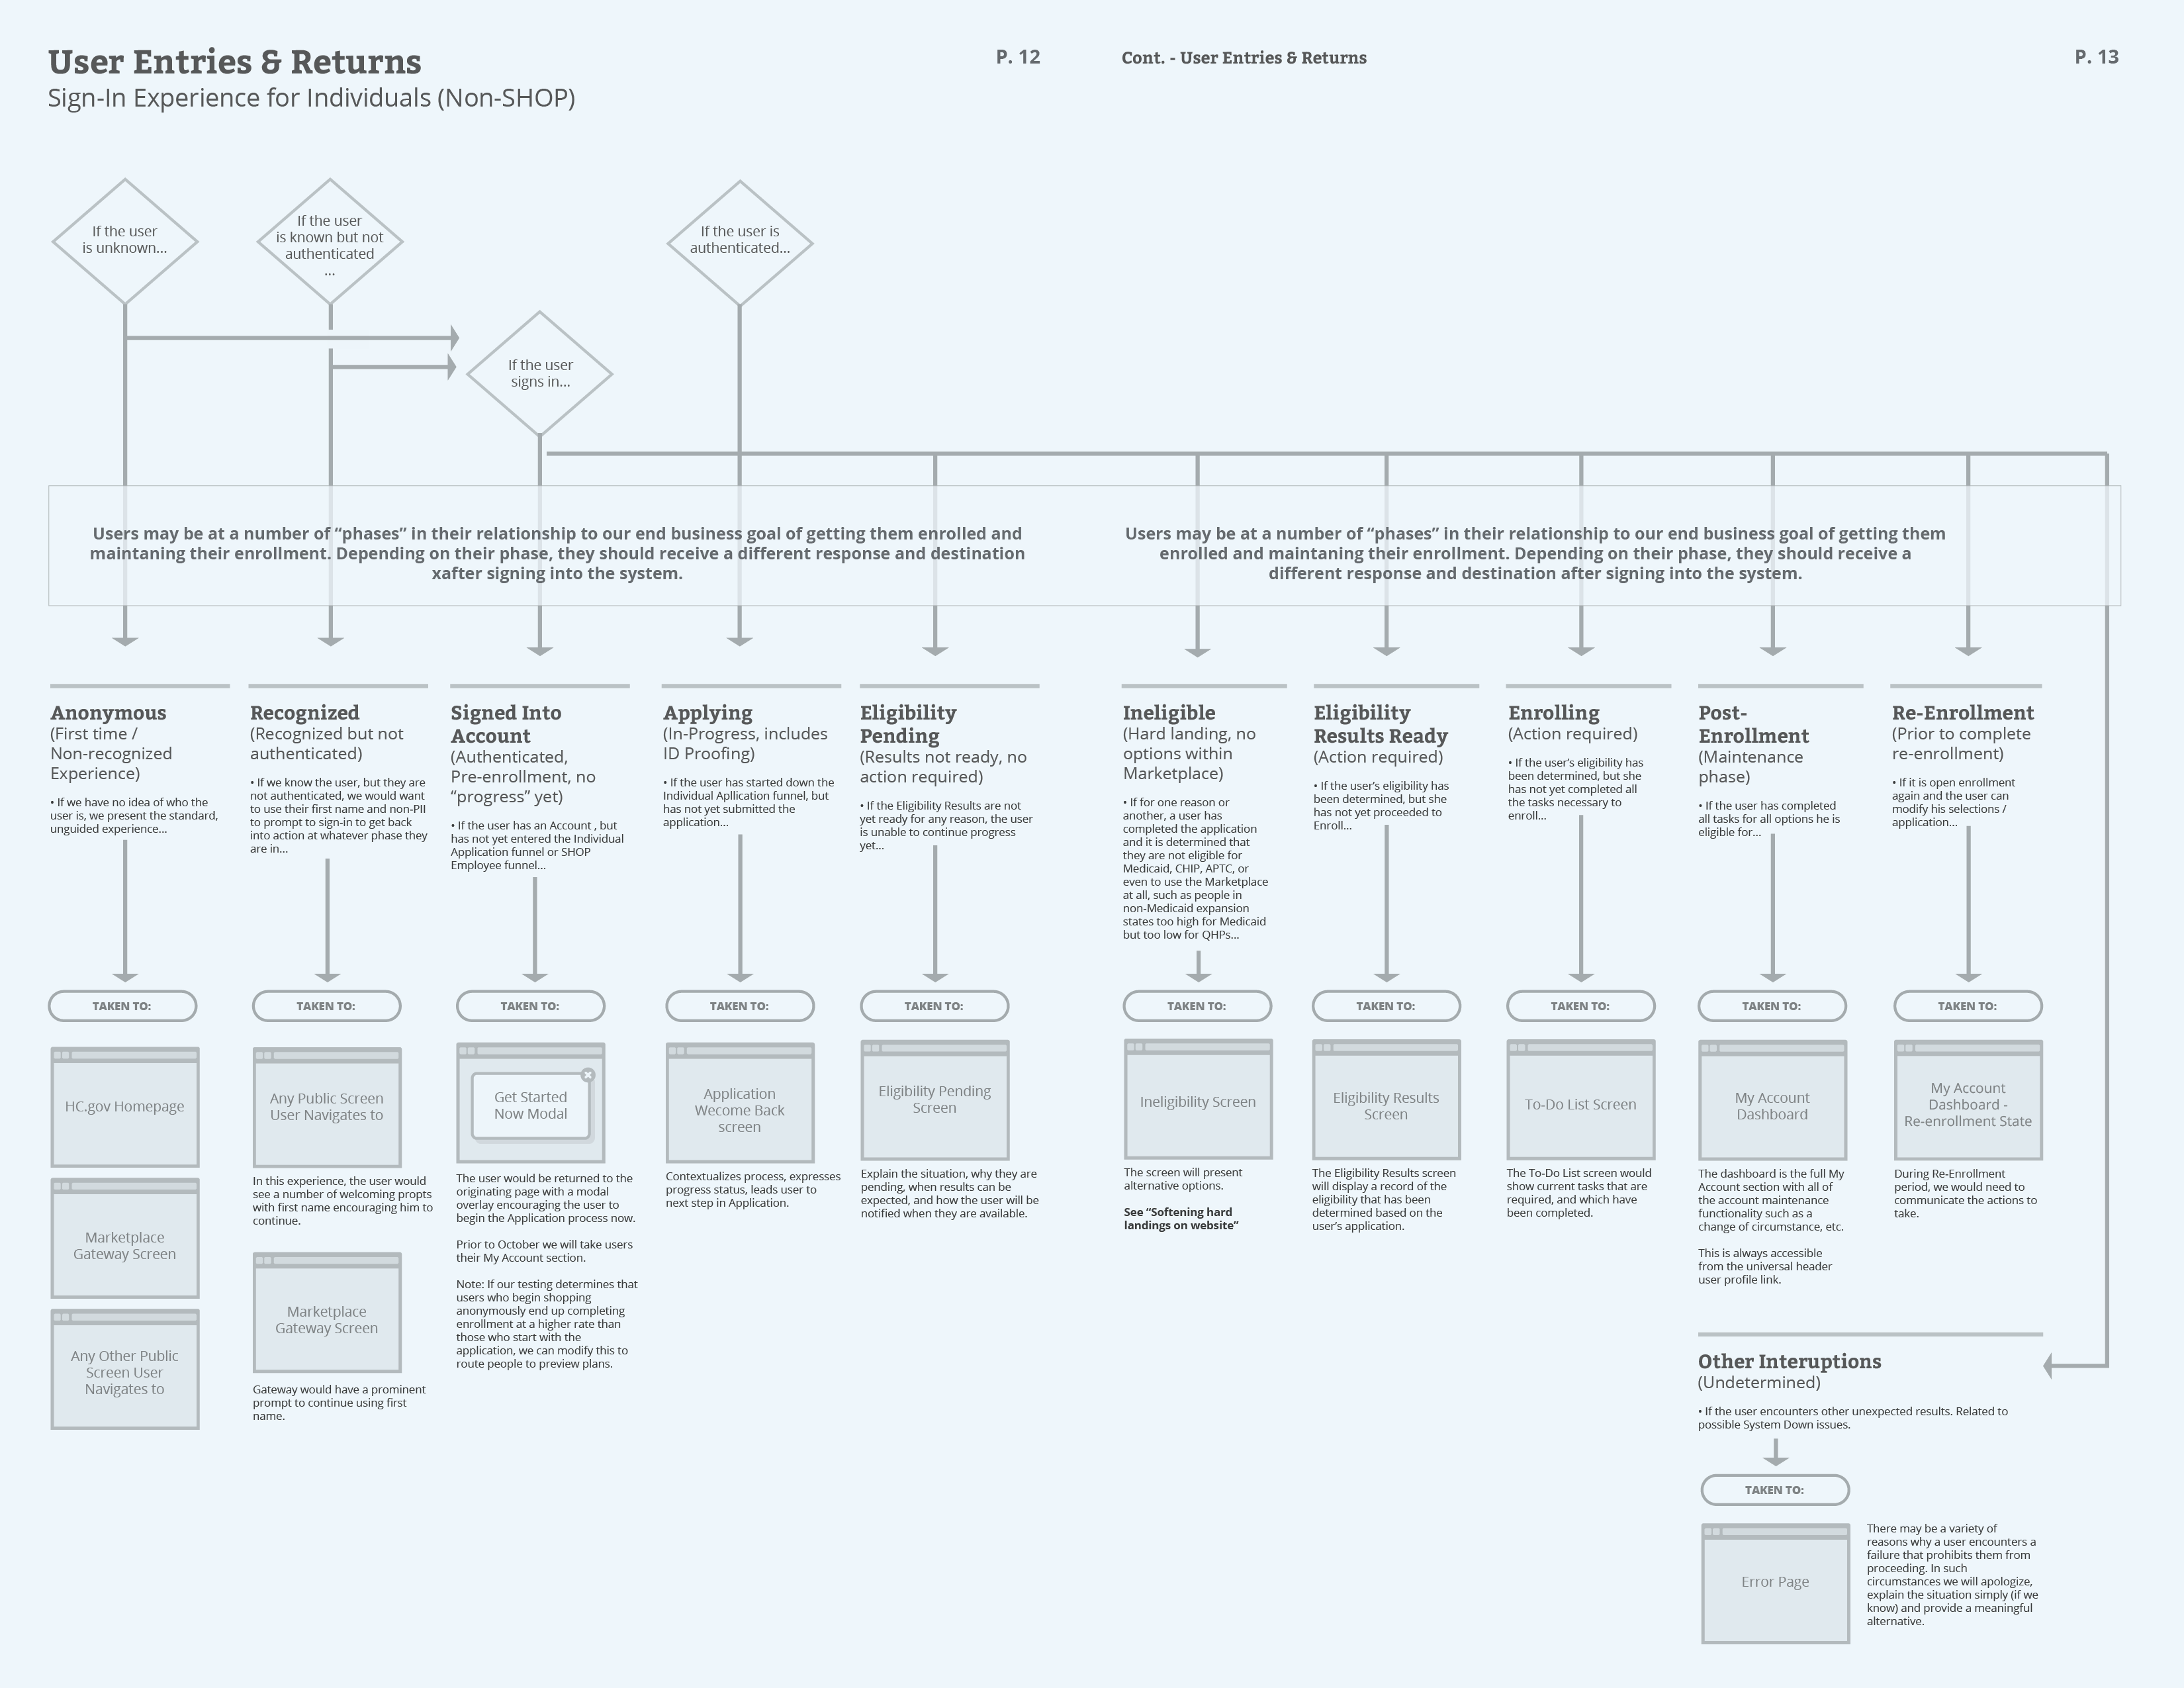 User Entries & Returns
Sign-In Experience for Individuals (Non-SHOP)
P. 12
Cont. - User Entries & Returns
P. 13
If the user
is unknown...
If the user
is known but not
authenticated
...
If the user is
authenticated...
If the user
signs in...
Users may be at a number of “phases” in their relationship to our end business goal of getting them enrolled and
maintaning their enrollment. Depending on their phase, they should receive a different response and destination
xafter signing into the system.
Users may be at a number of “phases” in their relationship to our end business goal of getting them
enrolled and maintaning their enrollment. Depending on their phase, they should receive a
different response and destination after signing into the system.
Anonymous
(First time /
Non-recognized
Experience)
• If we have no idea of who the
user is, we present the standard,
unguided experience...
TAKEN TO:
HC.gov Homepage
Marketplace
Gateway Screen
Any Other Public
Screen User
Navigates to
Recognized
(Recognized but not
authenticated)
• If we know the user, but they are
not authenticated, we would want
to use their first name and non-PII
to prompt to sign-in to get back
into action at whatever phase they
are in...
TAKEN TO:
Any Public Screen
User Navigates to
In this experience, the user would
see a number of welcoming propts
with first name encouraging him to
continue.
Marketplace
Gateway Screen
Gateway would have a prominent
prompt to continue using first
name.
Signed Into
Account
(Authenticated,
Pre-enrollment, no
“progress” yet)
• If the user has an Account , but
has not yet entered the Individual
Application funnel or SHOP
Employee funnel...
TAKEN TO:
Get Started
Now Modal
The user would be returned to the
originating page with a modal
overlay encouraging the user to
begin the Application process now.
Prior to October we will take users
their My Account section.
Note: If our testing determines that
users who begin shopping
anonymously end up completing
enrollment at a higher rate than
those who start with the
application, we can modify this to
route people to preview plans.
Applying
(In-Progress, includes
ID Proofing)
• If the user has started down the
Individual Apllication funnel, but
has not yet submitted the
application...
TAKEN TO:
Application
Wecome Back
screen
Contextualizes process, expresses
progress status, leads user to
next step in Application.
Eligibility
Pending
(Results not ready, no
action required)
• If the Eligibility Results are not
yet ready for any reason, the user
is unable to continue progress
yet...
TAKEN TO:
Eligibility Pending
Screen
Explain the situation, why they are
pending, when results can be
expected, and how the user will be
notified when they are available.
Ineligible
(Hard landing, no
options within
Marketplace)
• If for one reason or
another, a user has
completed the application
and it is determined that
they are not eligible for
Medicaid, CHIP, APTC, or
even to use the Marketplace
at all, such as people in
non-Medicaid expansion
states too high for Medicaid
but too low for QHPs...
TAKEN TO:
Ineligibility Screen
The screen will present
alternative options.
See “Softening hard
landings on website”
Eligibility
Results Ready
(Action required)
• If the user’s eligibility has
been determined, but she
has not yet proceeded to
Enroll...
TAKEN TO:
Eligibility Results
Screen
The Eligibility Results screen
will display a record of the
eligibility that has been
determined based on the
user’s application.
Enrolling
(Action required)
• If the user’s eligibility has
been determined, but she
has not yet completed all
the tasks necessary to
enroll...
TAKEN TO:
To-Do List Screen
The To-Do List screen would
show current tasks that are
required, and which have
been completed.
Post-
Enrollment
(Maintenance
phase)
• If the user has completed
all tasks for all options he is
eligible for...
TAKEN TO:
My Account
Dashboard
The dashboard is the full My
Account section with all of
the account maintenance
functionality such as a
change of circumstance, etc.
This is always accessible
from the universal header
user profile link.
Re-Enrollment
(Prior to complete
re-enrollment)
• If it is open enrollment
again and the user can
modify his selections /
application...
TAKEN TO:
My Account
Dashboard -
Re-enrollment State
During Re-Enrollment
period, we would need to
communicate the actions to
take.
Other Interuptions
(Undetermined)
• If the user encounters other unexpected results. Related to
possible System Down issues.
TAKEN TO:
Error Page
There may be a variety of
reasons why a user encounters a
failure that prohibits them from
proceeding. In such
circumstances we will apologize,
explain the situation simply (if we
know) and provide a meaningful
alternative.